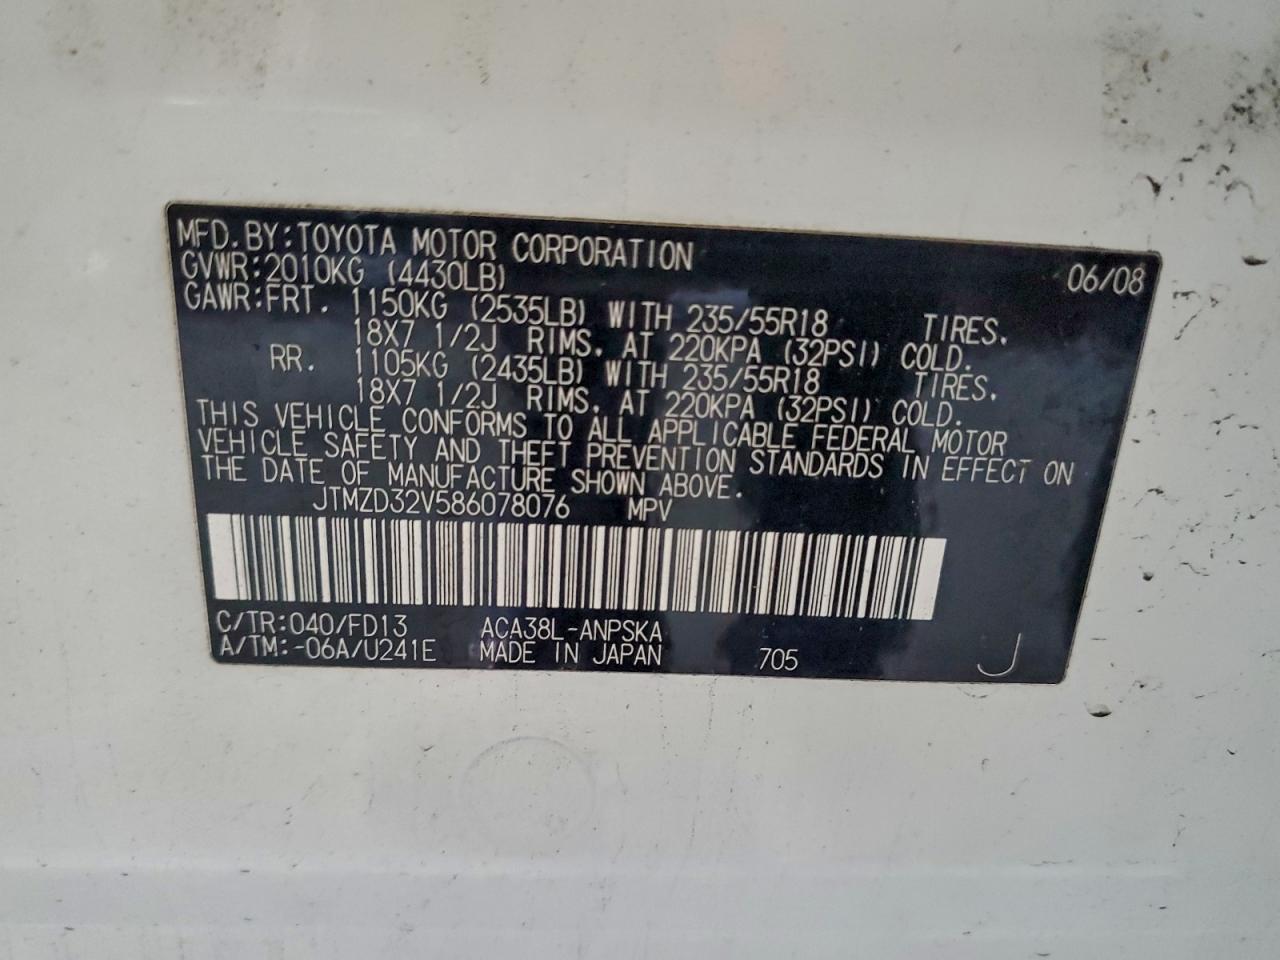 MFD.BY:TOYOTA MOTOR CORPORATION 06/08
GVWR:2010KG (4430LB)
GAWR:FRT. 1150KG (2535LB) WITH 235/55R18 TIRES,
18X7 1/2J RIMS, AT 220KPA (32PSI) COLD.
RR. 1105KG (2435LB) WITH 235/55R18 TIRES,
18X7 1/2J RIMS, AT 220KPA (32PSI) COLD.
THIS VEHICLE CONFORMS TO ALL APPLICABLE FEDERAL MOTOR
VEHICLE SAFETY AND THEFT PREVENTION STANDARDS IN EFFECT ON
THE DATE OF MANUFACTURE SHOWN ABOVE.
JTMZD32V586078076 MPV
C/TR:040/FD13 ACA38L-ANPSKA
A/TM:-06A/U241E MADE IN JAPAN 705 J